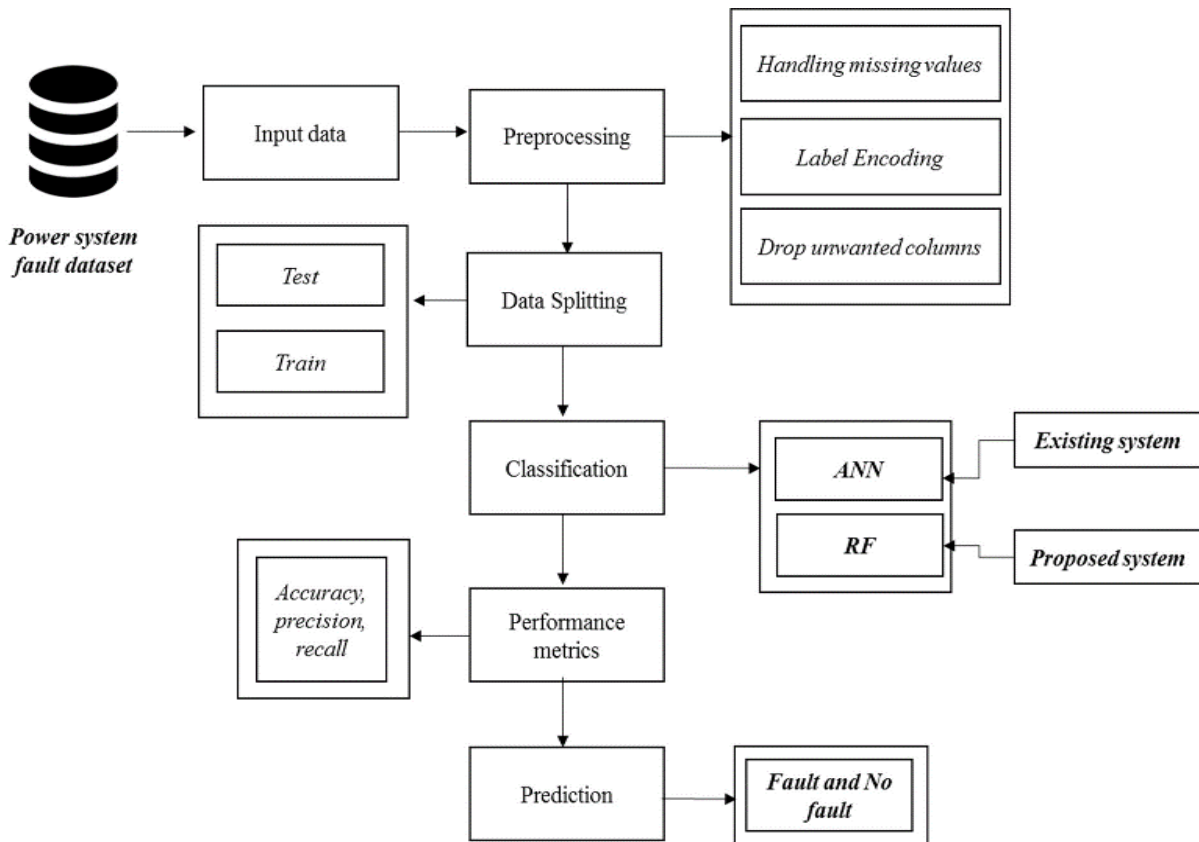 Power system
fault dataset
Input data
Preprocessing
Handling missing values
Label Encoding
Drop unwanted columns
Data Splitting
Test
Train
Classification
ANN
RF
Existing system
Proposed system
Performance
metrics
Accuracy,
precision,
recall
Prediction
Fault and No
fault